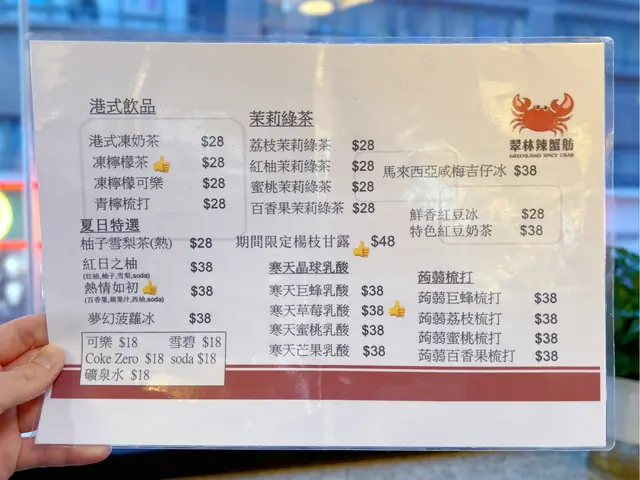 港式飲品
港式凍奶茶 $28
凍檸檬茶 $28
凍檸檬可樂 $28
青檸梳打 $28
夏日特選
柚子雪梨茶(熱) $28
紅日之柚 $38
(紅柚,柚子,雪梨,soda)
熱情如初 $38
(百香果,蘋果汁,西柚,soda)
夢幻菠蘿冰 $38
可樂 $18 雪碧 $18
Coke Zero $18 soda $18
礦泉水 $18
茉莉綠茶
荔枝茉莉綠茶 $28
紅柚茉莉綠茶 $28
蜜桃茉莉綠茶 $28
百香果茉莉綠茶 $28
期間限定楊枝甘露 $48
寒天晶球乳酸
寒天巨蜂乳酸 $38
寒天草莓乳酸 $38
寒天蜜桃乳酸 $38
寒天芒果乳酸 $38
翠林辣蟹舫
GREENLAND SPICY CRAB
馬來西亞咸梅吉仔冰 $38
鮮香紅豆冰 $28
特色紅豆奶茶 $38
蒟蒻梳打
蒟蒻巨蜂梳打 $38
蒟蒻荔枝梳打 $38
蒟蒻蜜桃梳打 $38
蒟蒻百香果梳打 $38